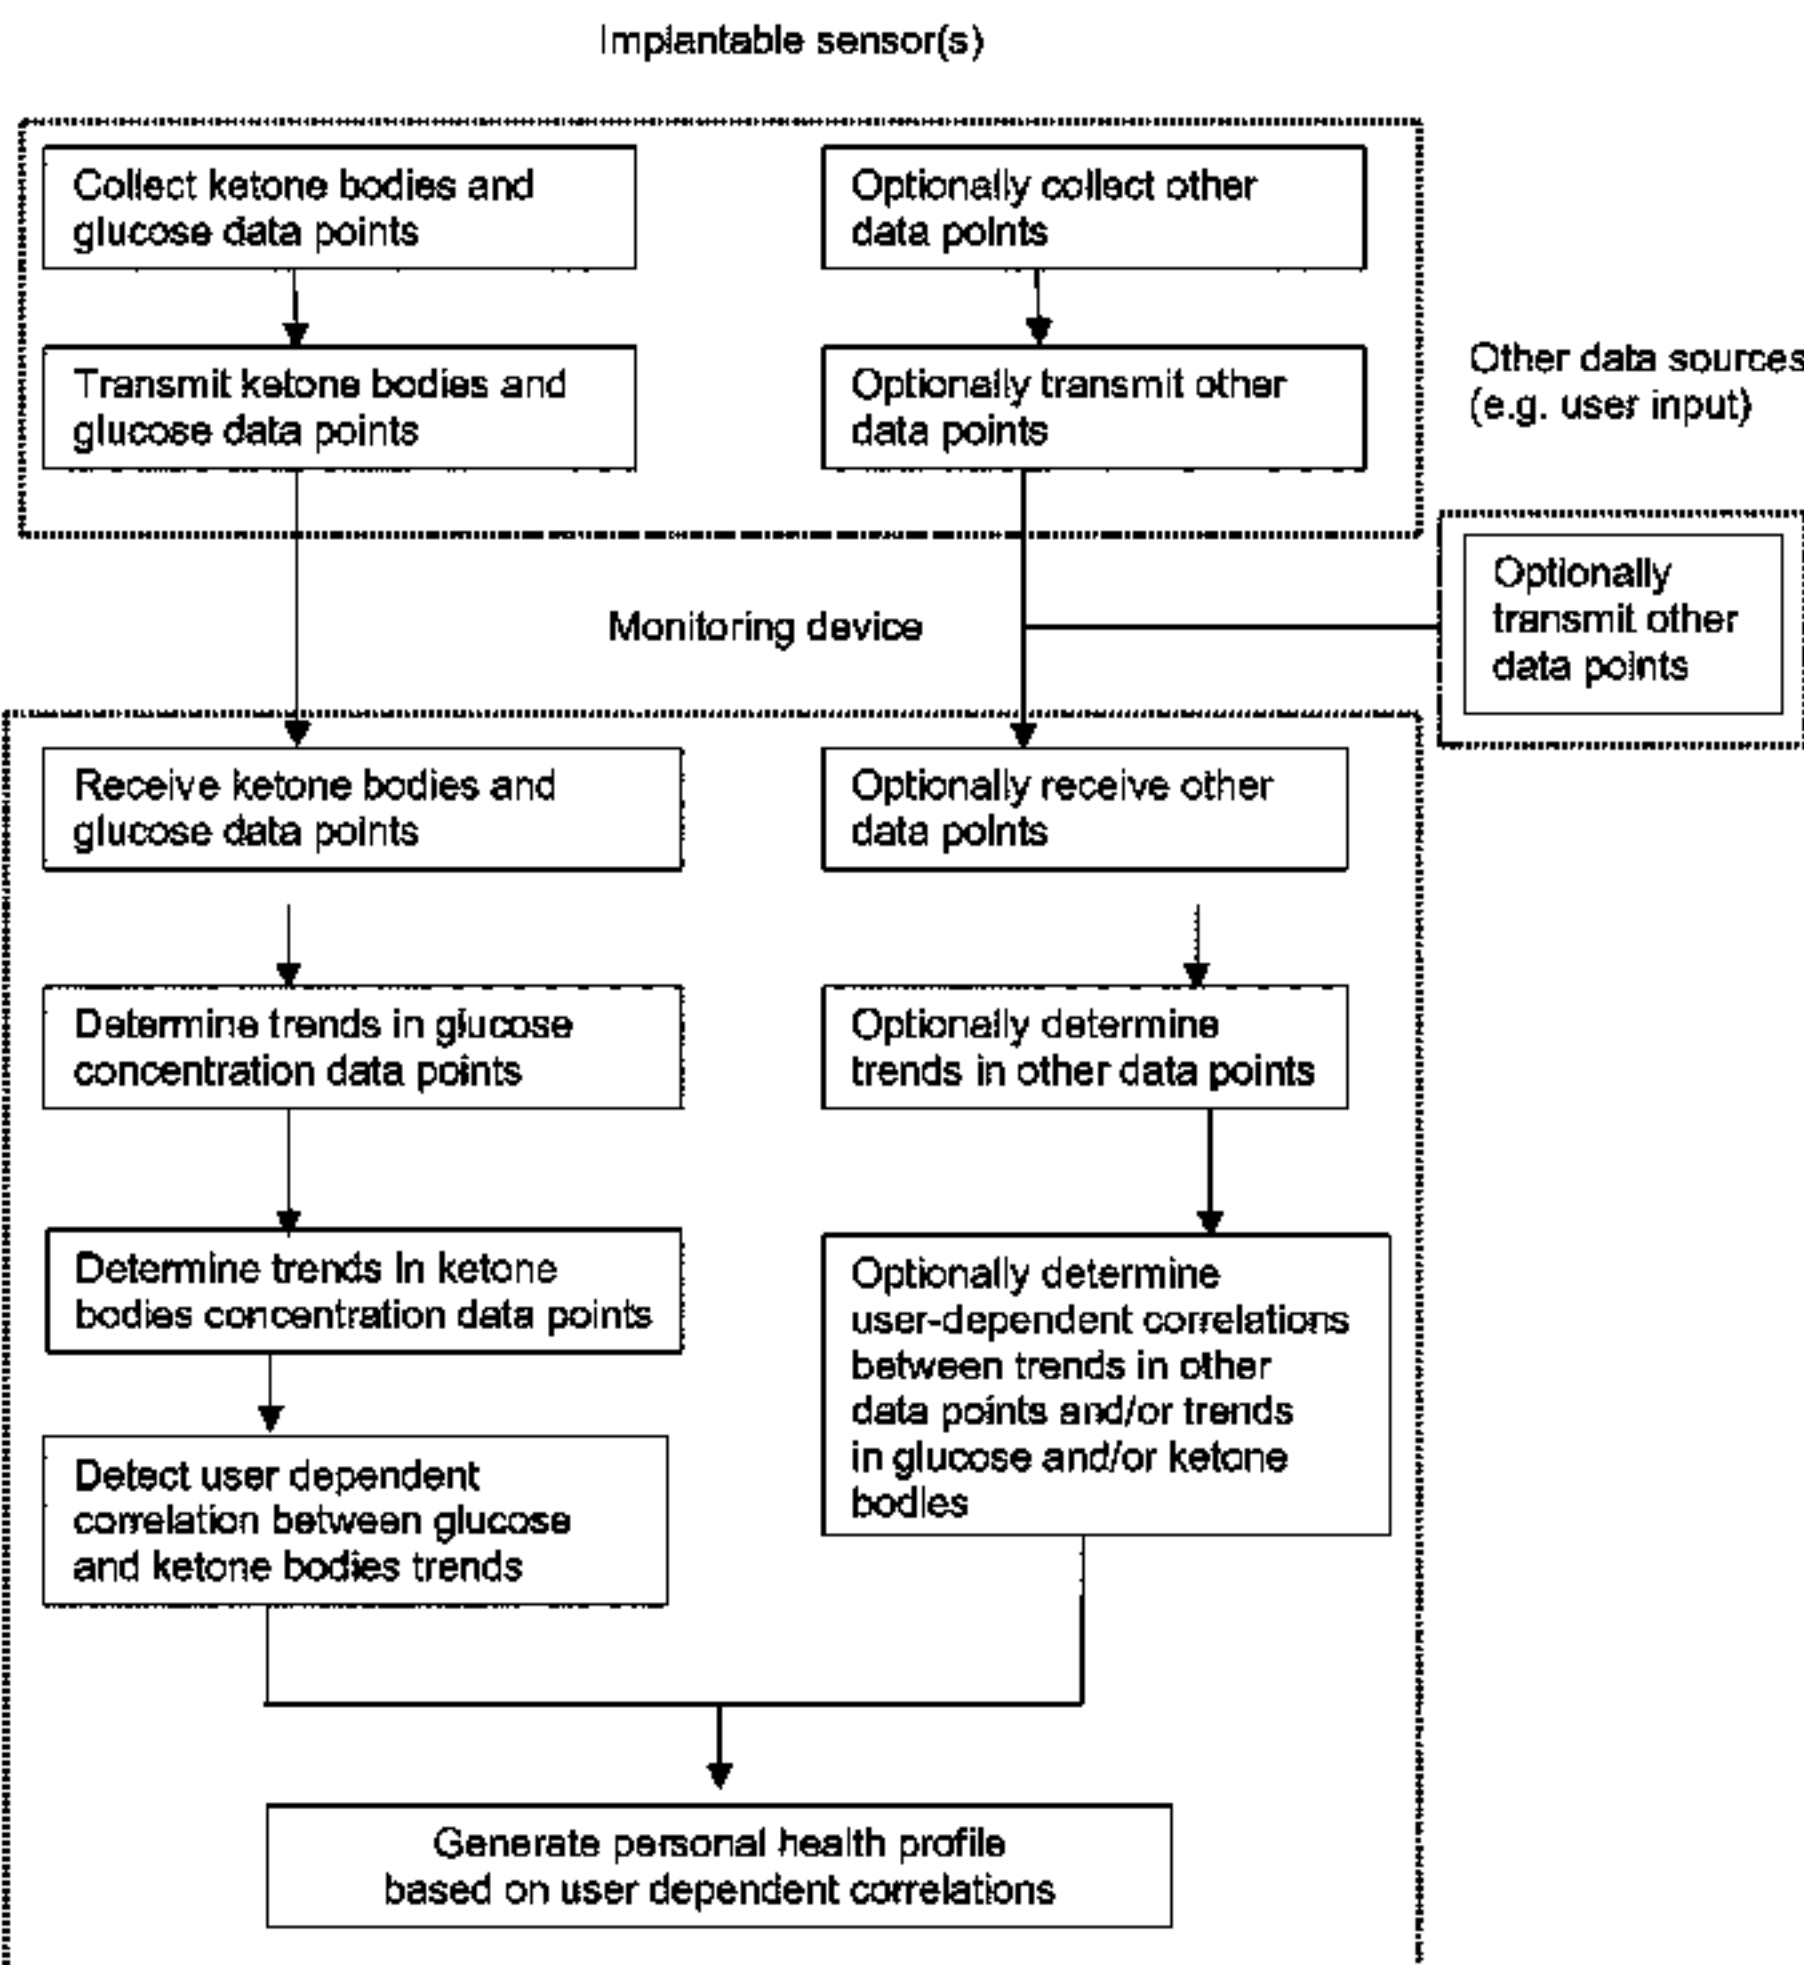 Implantable sensor(s)
Collect ketone bodies and
glucose data points
Optionally collect other
data points
Transmit ketone bodies and
glucose data points
Optionally transmit other
data points
Other data sources
(e.g. user input)
Optionally
transmit other
data points
Monitoring device
Receive ketone bodies and
glucose data points
Optionally receive other
data points
Determine trends in glucose
concentration data points
Optionally determine
trends in other data points
Determine trends in ketone
bodies concentration data points
Optionally determine
user-dependent correlations
between trends in other
data points and/or trends
in glucose and/or ketone
bodies
Detect user dependent
correlation between glucose
and ketone bodies trends
Generate personal health profile
based on user dependent correlations